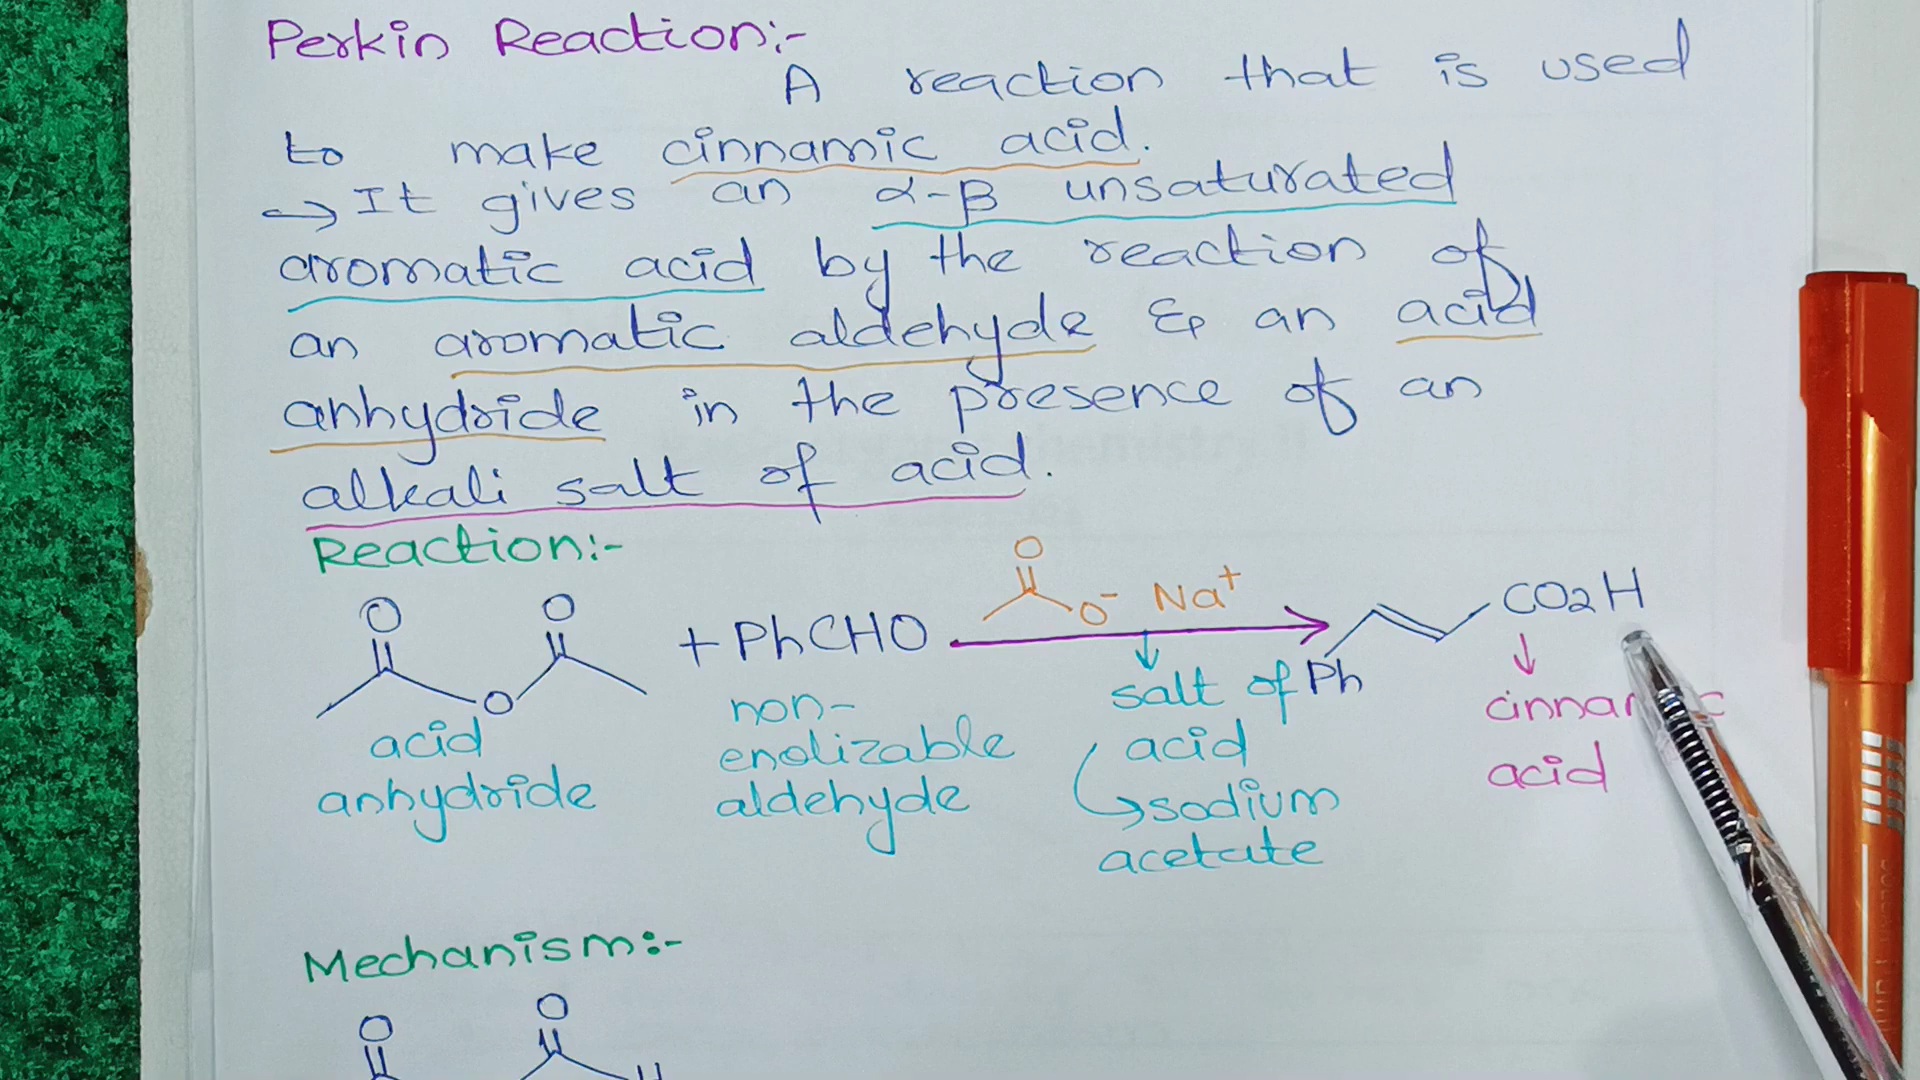 Perkin Reaction:-
A reaction that is used
to make cinnamic acid.
→ It gives an α-β unsaturated
aromatic acid by the reaction of
an aromatic aldehyde & an acid
anhydride in the presence of an
alkali salt of acid.
Reaction:-
O O O
O O⁻ Na⁺
+ PhCHO
Ph CO2H
acid
anhydride
non-
enolizable
aldehyde
salt of
acid
→ sodium
acetate
cinnamic
acid
Mechanism:-
O O
H